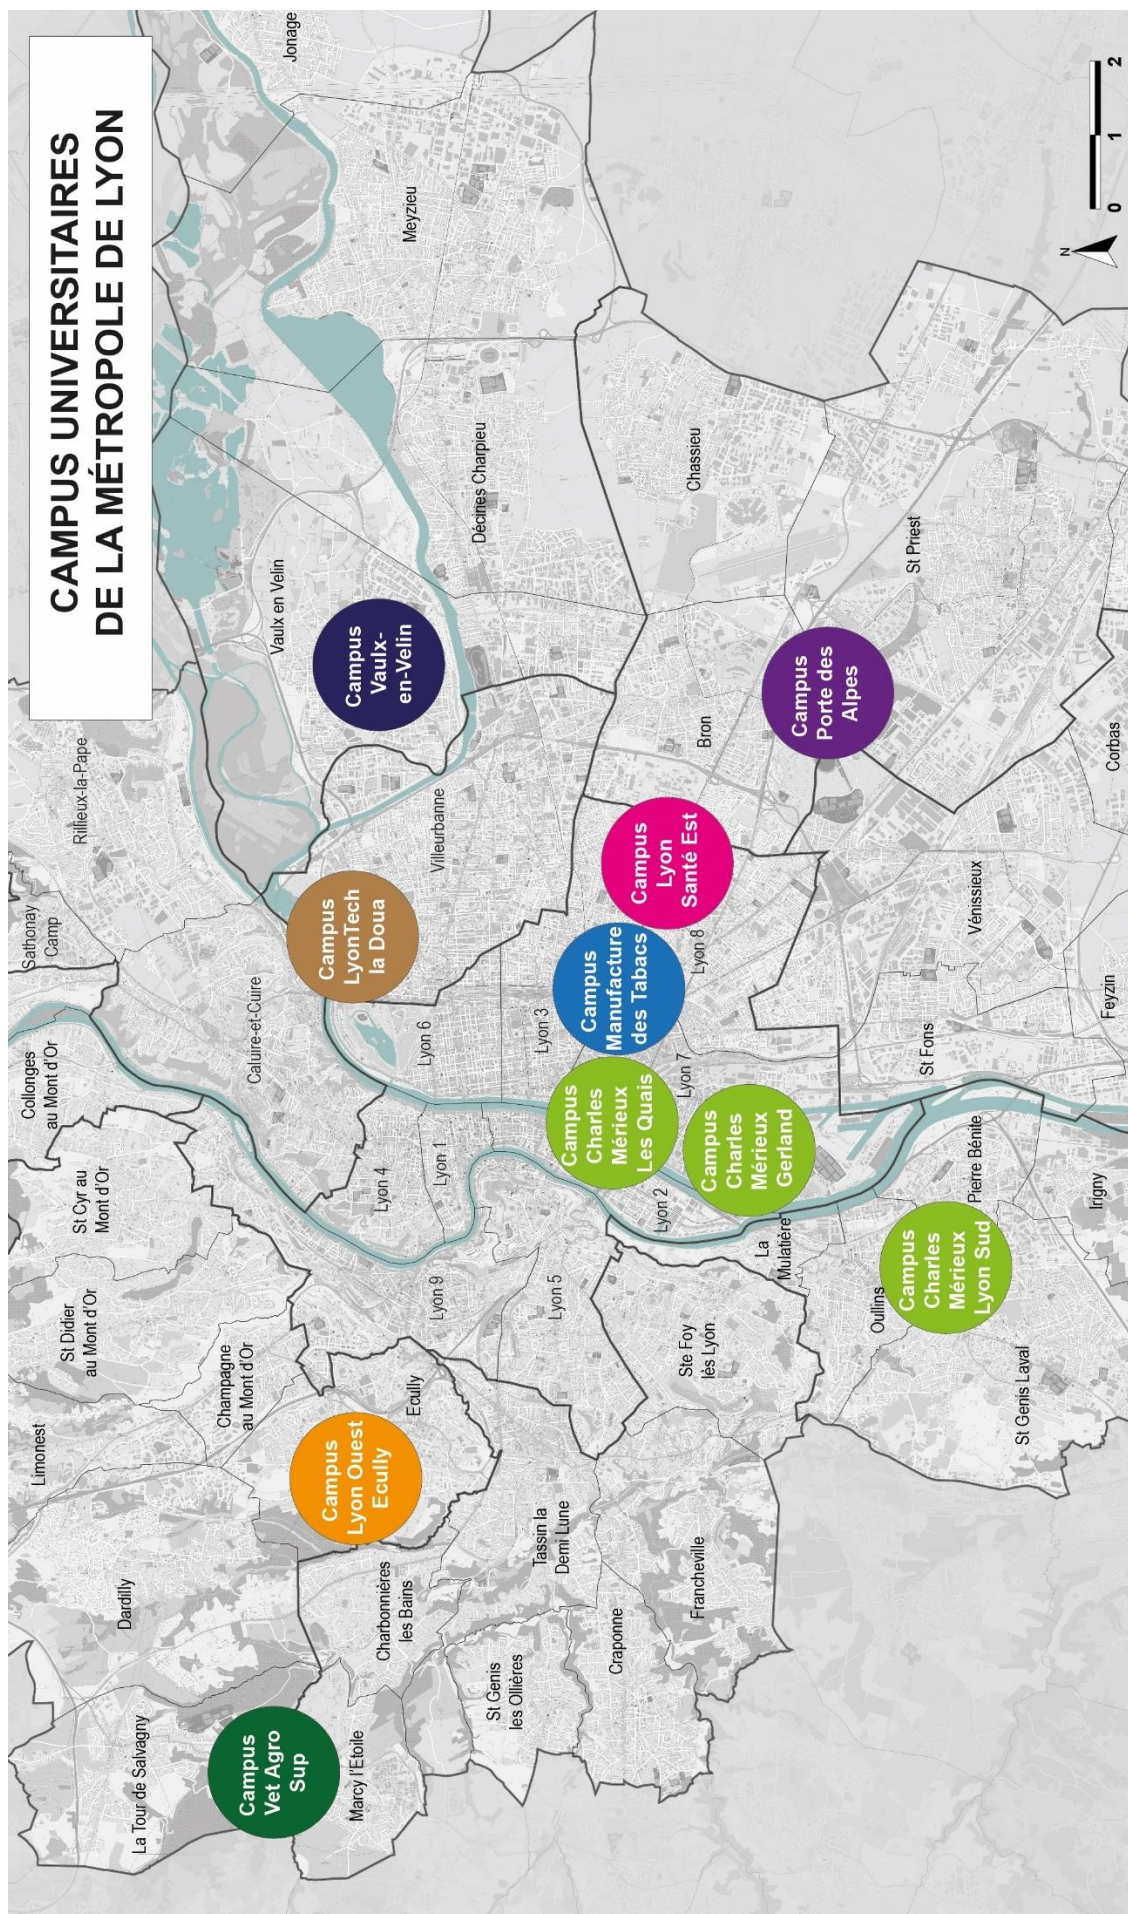 CAMPUS UNIVERSITAIRES
DE LA MÉTROPOLE DE LYON
Jonage
Meyzieu
0
1
2
N
Décines Charpieu
Chassieu
St Priest
Vaulx en Velin
Campus
Vaulx-
en-Velin
Campus
Porte des
Alpes
Bron
Corbas
Rillieux-la-Pape
Villeurbanne
Campus
Lyon
Santé Est
Vénissieux
Sathonay
Camp
Campus
LyonTech
la Doua
Lyon 8
Campus
Manufacture
des Tabacs
Feyzin
Caluire-et-Cuire
Lyon 6
Lyon 3
Lyon 7
St Fons
Collonges
au Mont d'Or
Campus
Charles
Mérieux
Les Quais
Campus
Charles
Mérieux
Gerland
Pierre Bénite
Irigny
St Cyr au
Mont d'Or
Lyon 4
Lyon 1
Lyon 2
La
Mulatière
Campus
Charles
Mérieux
Lyon Sud
Lyon 9
Lyon 5
Oullins
St Didier
au Mont d'Or
Champagne
au Mont d'Or
Ecully
Ste Foy
lès Lyon
St Genis Laval
Limonest
Campus
Lyon Ouest
Ecully
Tassin la
Demi Lune
Francheville
Dardilly
Charbonnières
les Bains
Craponne
St Genis
les Ollières
La Tour de Salvagny
Campus
Vet Agro
Sup
Marcy l'Etoile